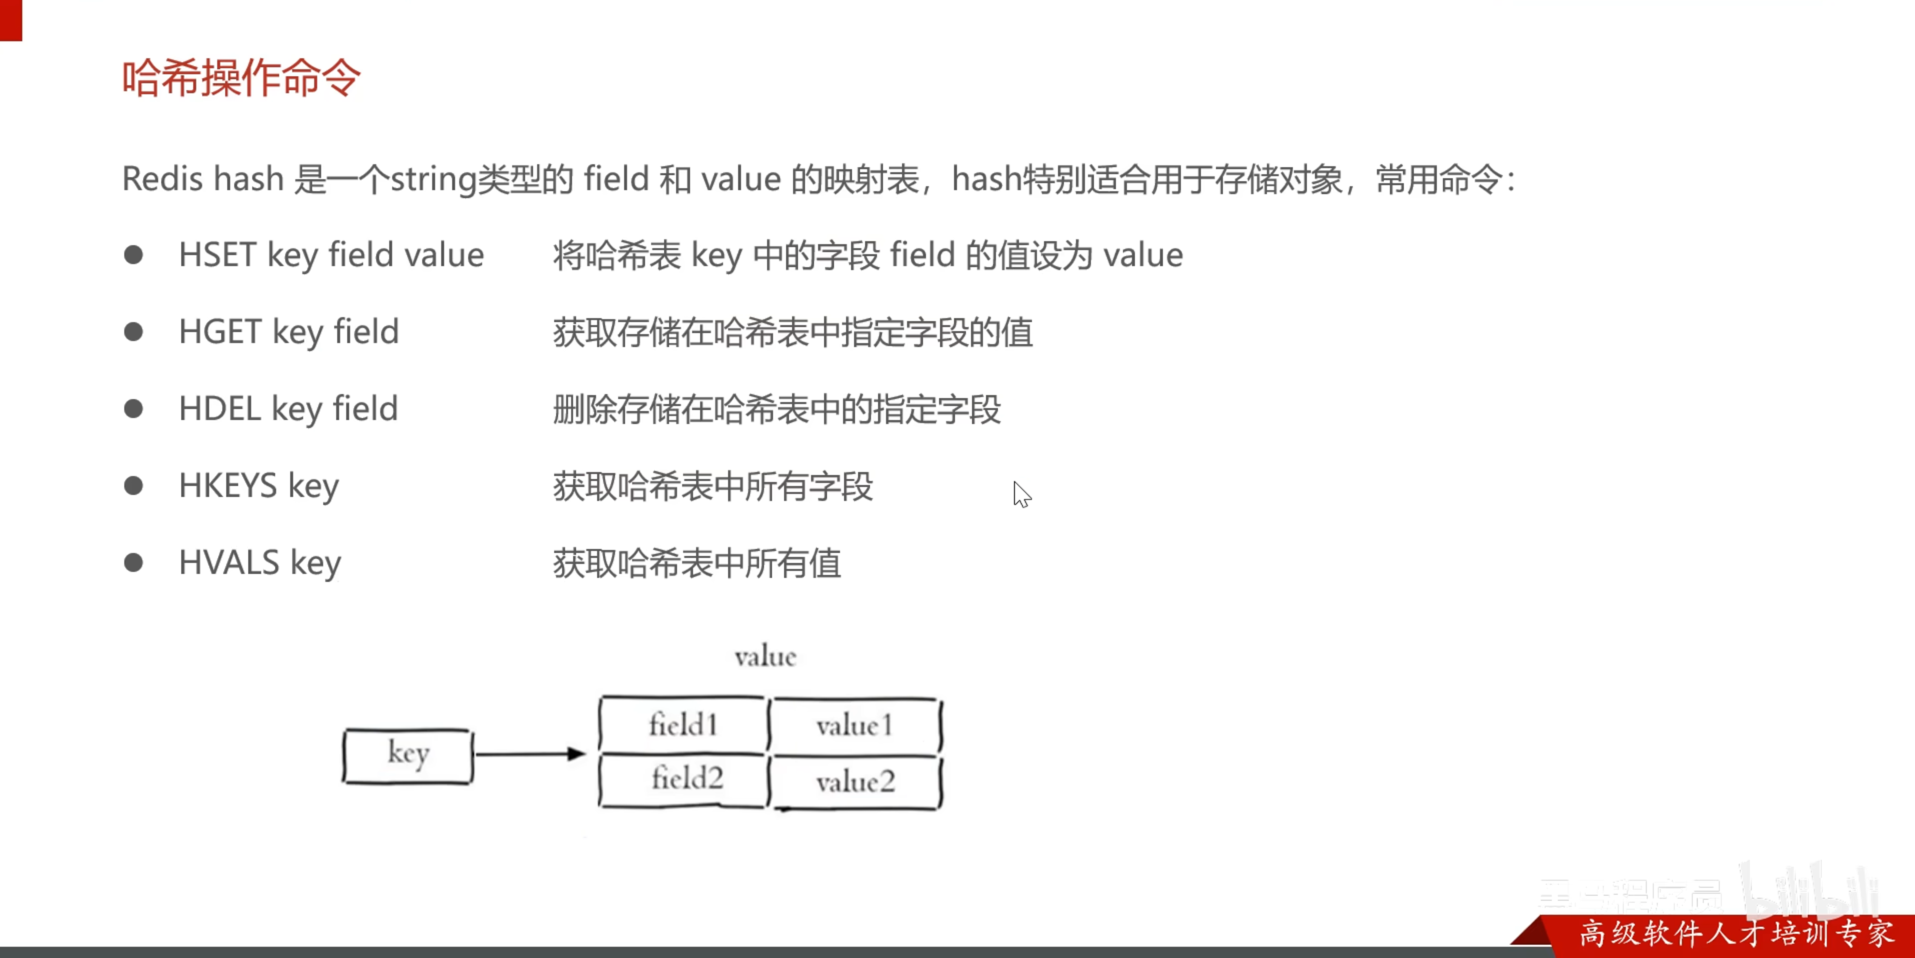 哈希操作命令
Redis hash 是一个string类型的 field 和 value 的映射表，hash特别适合用于存储对象，常用命令：
● HSET key field value 将哈希表 key 中的字段 field 的值设为 value
● HGET key field 获取存储在哈希表中指定字段的值
● HDEL key field 删除存储在哈希表中的指定字段
● HKEYS key 获取哈希表中所有字段
● HVALS key 获取哈希表中所有值
value
field1 value1
key
field2 value2
黑马程序员 bilibili
高级软件人才培训专家